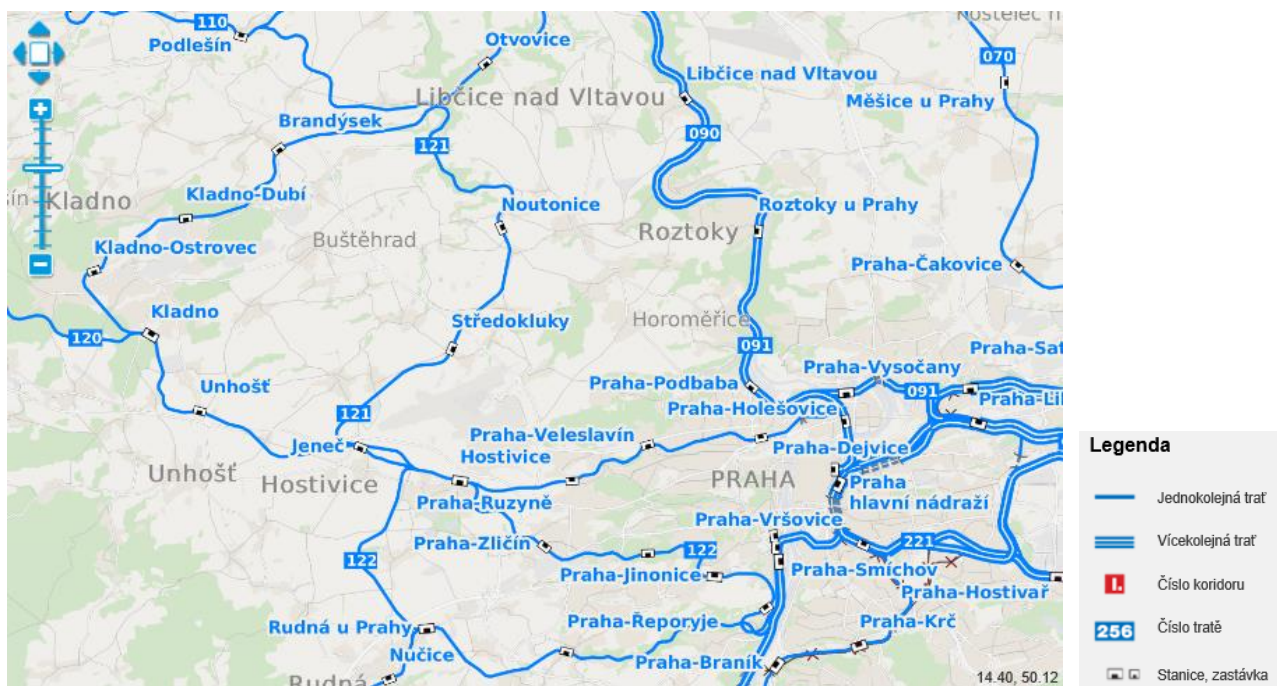 110
Podlešín
Otvovice
070
Libčice nad Vltavou
Libčice nad Vltavou
Měšice u Prahy
Brandýsek
090
121
Kladno
Kladno-Dubí
Noutonice
Roztoky u Prahy
Roztoky
Buštěhrad
Kladno-Ostrovec
Praha-Čakovice
Kladno
Středokluky
Horoměřice
120
091
Praha-Vysočany
Unhošť
Praha-Podbaba
091
121
Praha-Holešovice
Jeneč
Praha-Veleslavín
Hostivice
Praha-Dejvice
Unhošť
Hostivice
PRAHA
Praha
hlavní nádraží
Praha-Ruzyně
Praha-Vršovice
Praha-Zličín
122
122
221
Praha-Jinonice
Praha-Smíchov
Praha-Hostivař
Rudná u Prahy
Praha-Řeporyje
Praha-Krč
Nučice
Praha-Braník
Rudná
14.40, 50.12
Legenda
Jednokolejná trať
Vícekolejná trať
I.
Číslo koridoru
256
Číslo tratě
Stanice, zastávka